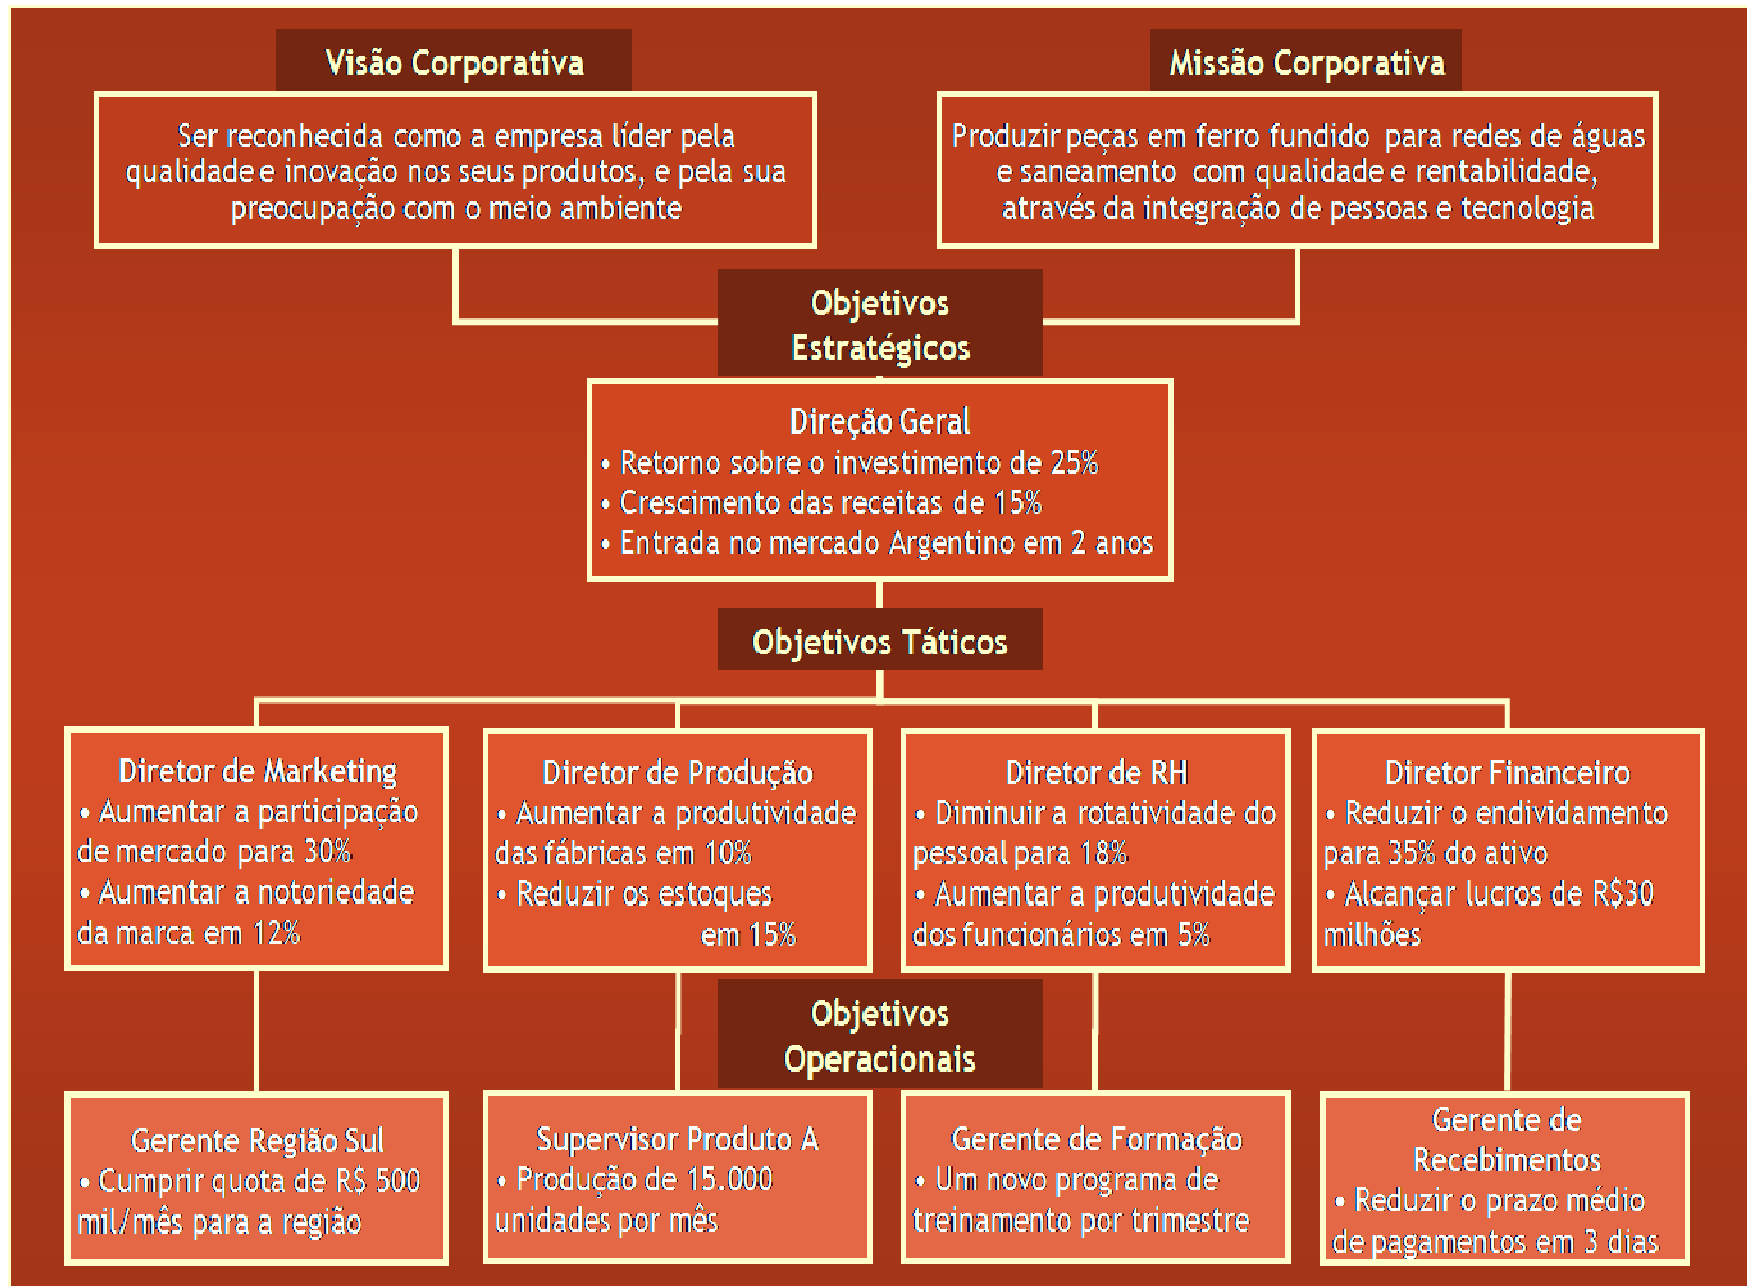 Visão Corporativa
Ser reconhecida como a empresa líder pela
qualidade e inovação nos seus produtos, e pela sua
preocupação com o meio ambiente
Missão Corporativa
Produzir peças em ferro fundido para redes de águas
e saneamento com qualidade e rentabilidade,
através da integração de pessoas e tecnologia
Objetivos
Estratégicos
Direção Geral
• Retorno sobre o investimento de 25%
• Crescimento das receitas de 15%
• Entrada no mercado Argentino em 2 anos
Objetivos Táticos
Diretor de Marketing
• Aumentar a participação
de mercado para 30%
• Aumentar a notoriedade
da marca em 12%
Diretor de Produção
• Aumentar a produtividade
das fábricas em 10%
• Reduzir os estoques
em 15%
Diretor de RH
• Diminuir a rotatividade do
pessoal para 18%
• Aumentar a produtividade
dos funcionários em 5%
Diretor Financeiro
• Reduzir o endividamento
para 35% do ativo
• Alcançar lucros de R$30
milhões
Objetivos
Operacionais
Gerente Região Sul
• Cumprir quota de R$ 500
mil/mês para a região
Supervisor Produto A
• Produção de 15.000
unidades por mês
Gerente de Formação
• Um novo programa de
treinamento por trimestre
Gerente de
Recebimentos
• Reduzir o prazo médio
de pagamentos em 3 dias